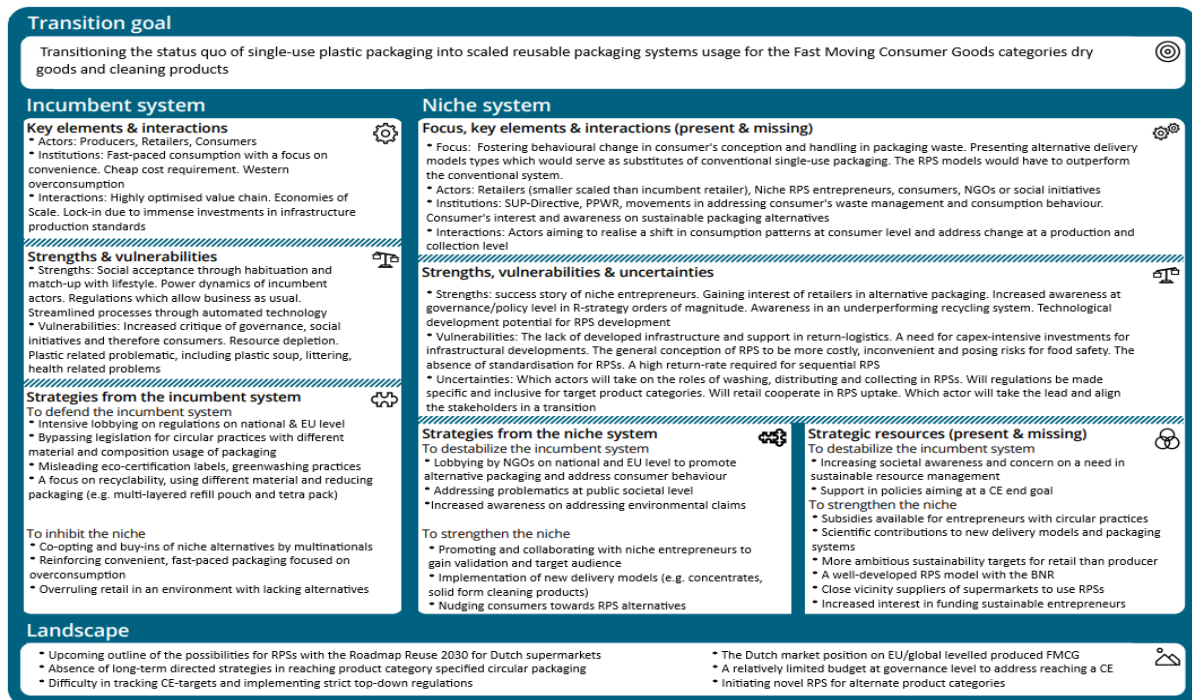 Transition goal
Transitioning the status quo of single-use plastic packaging into scaled reusable packaging systems usage for the Fast Moving Consumer Goods categories dry
goods and cleaning products
Incumbent system
Key elements & interactions
* Actors: Producers, Retailers, Consumers
* Institutions: Fast-paced consumption with a focus on
convenience. Cheap cost requirement. Western
overconsumption
* Interactions: Highly optimised value chain. Economies of
Scale. Lock-in due to immense investments in infrastructure
production standards
Strengths & vulnerabilities
* Strengths: Social acceptance through habituation and
match-up with lifestyle. Power dynamics of incumbent
actors. Regulations which allow business as usual.
Streamlined processes through automated technology
* Vulnerabilities: Increased critique of governance, social
initiatives and therefore consumers. Resource depletion.
Plastic related problematic, including plastic soup, littering,
health related problems
Strategies from the incumbent system
To defend the incumbent system
* Intensive lobbying on regulations on national & EU level
* Bypassing legislation for circular practices with different
material and composition usage of packaging
* Misleading eco-certification labels, greenwashing practices
* A focus on recyclability, using different material and reducing
packaging (e.g. multi-layered refill pouch and tetra pack)
To inhibit the niche
* Co-opting and buy-ins of niche alternatives by multinationals
* Reinforcing convenient, fast-paced packaging focused on
overconsumption
* Overruling retail in an environment with lacking alternatives
Niche system
Focus, key elements & interactions (present & missing)
* Focus: Fostering behavioural change in consumer's conception and handling in packaging waste. Presenting alternative delivery
models types which would serve as substitutes of conventional single-use packaging. The RPS models would have to outperform
the conventional system.
* Actors: Retailers (smaller scaled than incumbent retailer), Niche RPS entrepreneurs, consumers, NGOs or social initiatives
* Institutions: SUP-Directive, PPWR, movements in addressing consumer's waste management and consumption behaviour.
Consumer's interest and awareness on sustainable packaging alternatives
* Interactions: Actors aiming to realise a shift in consumption patterns at consumer level and address change at a production and
collection level
Strengths, vulnerabilities & uncertainties
* Strengths: success story of niche entrepreneurs. Gaining interest of retailers in alternative packaging. Increased awareness at
governance/policy level in R-strategy orders of magnitude. Awareness in an underperforming recycling system. Technological
development potential for RPS development
* Vulnerabilities: The lack of developed infrastructure and support in return-logistics. A need for capex-intensive investments for
infrastructural developments. The general conception of RPS to be more costly, inconvenient and posing risks for food safety. The
absence of standardisation for RPSs. A high return-rate required for sequential RPS
* Uncertainties: Which actors will take on the roles of washing, distributing and collecting in RPSs. Will regulations be made
specific and inclusive for target product categories. Will retail cooperate in RPS uptake. Which actor will take the lead and align
the stakeholders in a transition
Strategies from the niche system
To destabilize the incumbent system
* Lobbying by NGOs on national and EU level to promote
alternative packaging and address consumer behaviour
* Addressing problematics at public societal level
*Increased awareness on addressing environmental claims
To strengthen the niche
* Promoting and collaborating with niche entrepreneurs to
gain validation and target audience
* Implementation of new delivery models (e.g. concentrates,
solid form cleaning products)
* Nudging consumers towards RPS alternatives
Strategic resources (present & missing)
To destabilize the incumbent system
* Increasing societal awareness and concern on a need in
sustainable resource management
* Support in policies aiming at a CE end goal
To strengthen the niche
* Subsidies available for entrepreneurs with circular practices
* Scientific contributions to new delivery models and packaging
systems
* More ambitious sustainability targets for retail than producer
* A well-developed RPS model with the BNR
* Close vicinity suppliers of supermarkets to use RPSs
* Increased interest in funding sustainable entrepreneurs
Landscape
* Upcoming outline of the possibilities for RPSs with the Roadmap Reuse 2030 for Dutch supermarkets
* Absence of long-term directed strategies in reaching product category specified circular packaging
* Difficulty in tracking CE-targets and implementing strict top-down regulations
* The Dutch market position on EU/global levelled produced FMCG
* A relatively limited budget at governance level to address reaching a CE
* Initiating novel RPS for alternate product categories